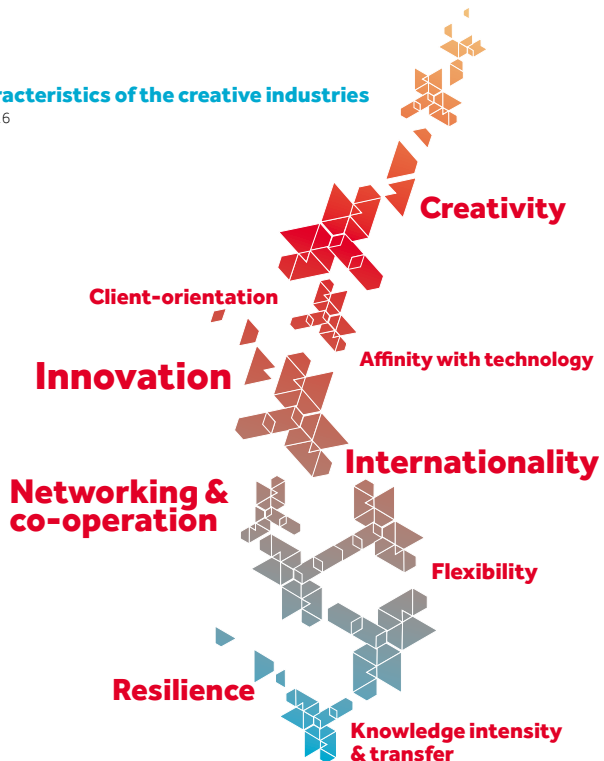 of the creative industries
6
Creativity
Client-orientation
Affinity with technology
Innovation
Internationality
Networking &
co-operation
Flexibility
Resilience
Knowledge intensity
& transfer